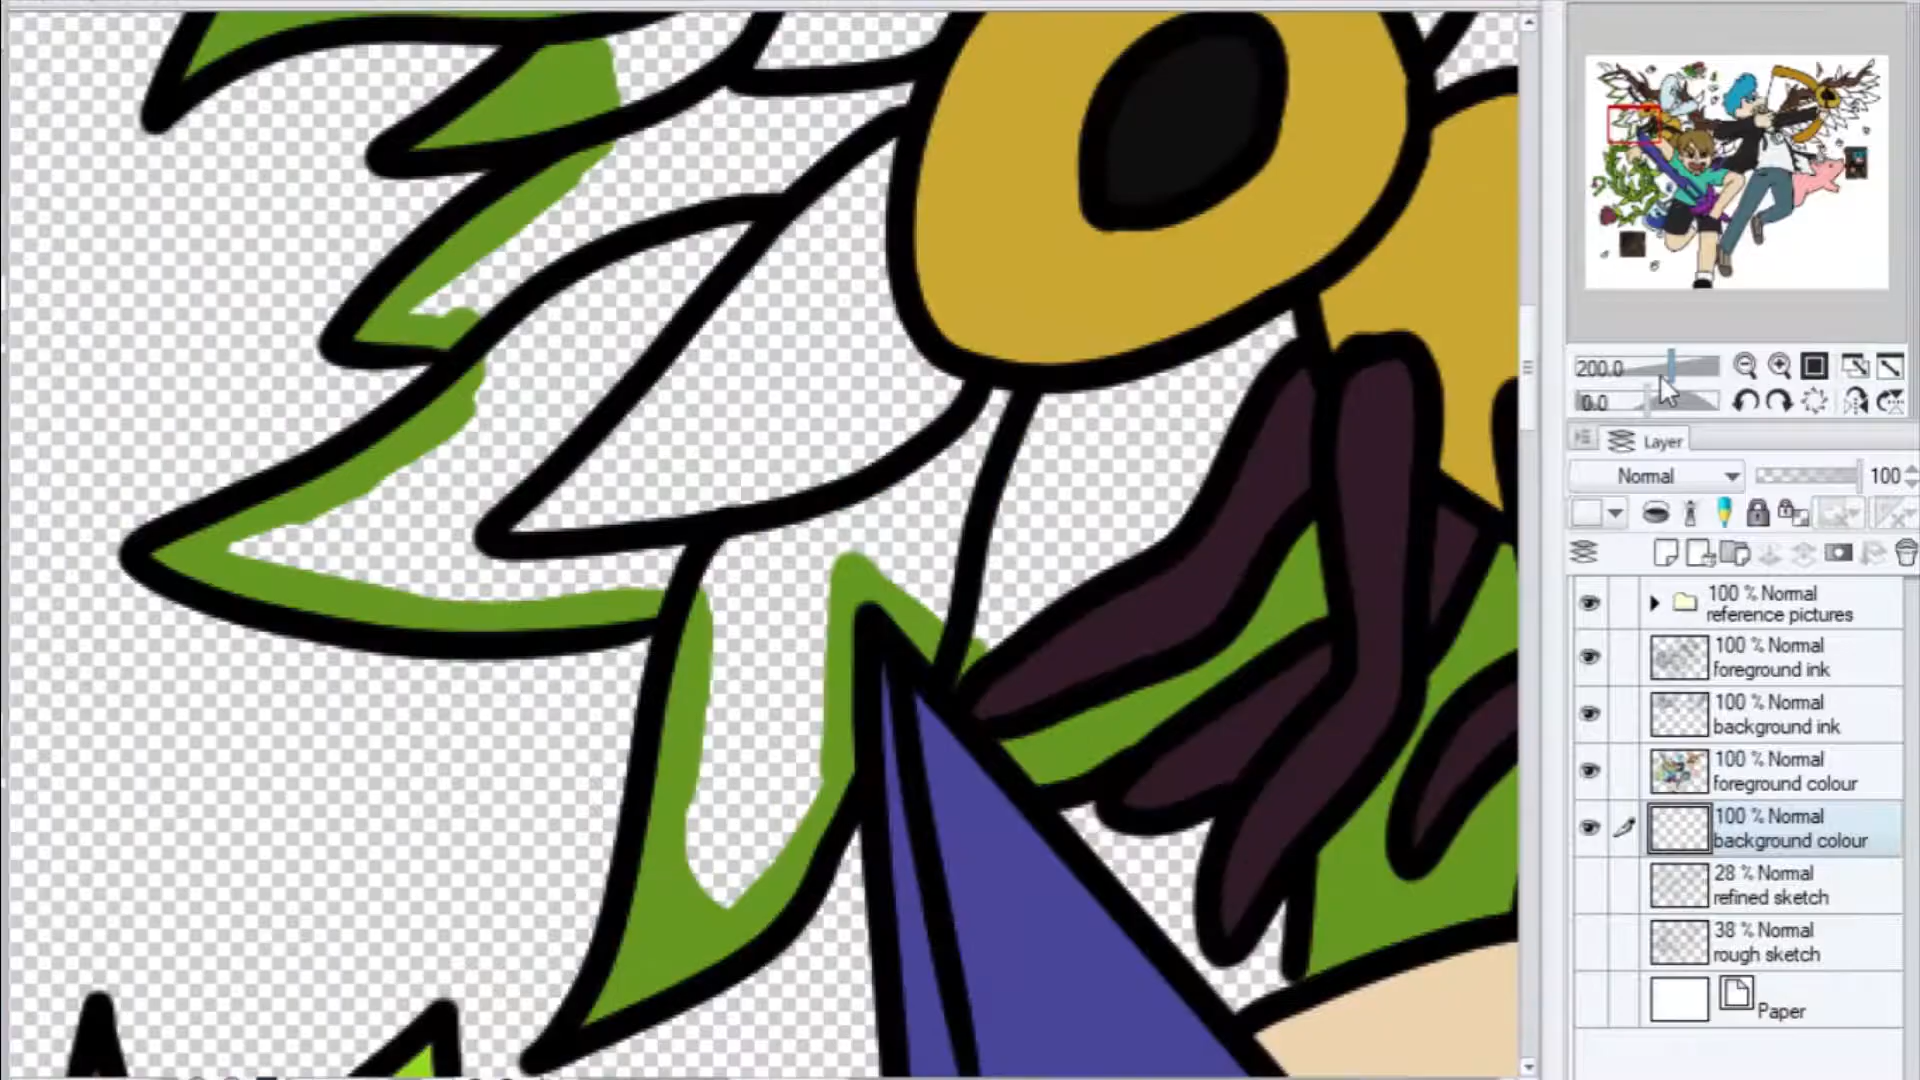 200.0
0.0
Layer
Normal
100
100 % Normal
reference pictures
100 % Normal
foreground ink
100 % Normal
background ink
100 % Normal
foreground colour
100 % Normal
background colour
28 % Normal
refined sketch
38 % Normal
rough sketch
Paper